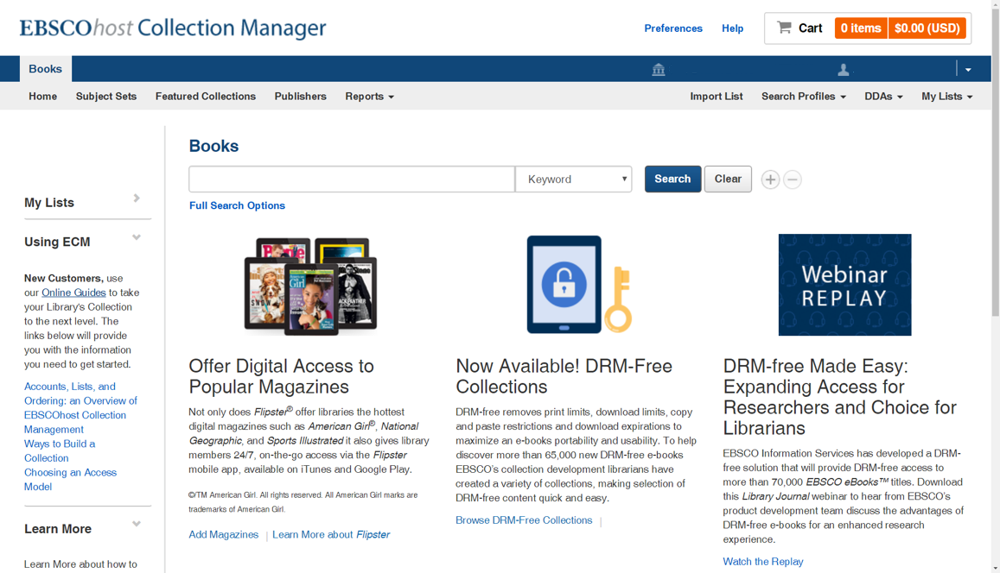 EBSCOhost Collection Manager
Preferences
Help
Cart
0 items
$0.00 (USD)
Books
Home
Subject Sets
Featured Collections
Publishers
Reports
Import List
Search Profiles
DDAs
My Lists
My Lists
Using ECM
New Customers, use
our Online Guides to take
your Library's Collection
to the next level. The
links below will provide
you with the information
you need to get started.
Accounts, Lists, and
Ordering: an Overview of
EBSCOhost Collection
Management
Ways to Build a
Collection
Choosing an Access
Model
Learn More
Learn More about how to
Books
Keyword
Search
Clear
Full Search Options
Girl
SNOW
BLACK PANTHER
Offer Digital Access to
Popular Magazines
Not only does Flipster® offer libraries the hottest
digital magazines such as American Girl®, National
Geographic, and Sports Illustrated it also gives library
members 24/7, on-the-go access via the Flipster
mobile app, available on iTunes and Google Play.
©/TM American Girl. All rights reserved. All American Girl marks are
trademarks of American Girl.
Add Magazines | Learn More about Flipster
Now Available! DRM-Free
Collections
DRM-free removes print limits, download limits, copy
and paste restrictions and download expirations to
maximize an e-books portability and usability. To help
discover more than 65,000 new DRM-free e-books
EBSCO's collection development librarians have
created a variety of collections, making selection of
DRM-free content quick and easy.
Browse DRM-Free Collections |
Webinar
REPLAY
DRM-free Made Easy:
Expanding Access for
Researchers and Choice for
Librarians
EBSCO Information Services has developed a DRM-
free solution that will provide DRM-free access to
more than 70,000 EBSCO eBooks™ titles. Download
this Library Journal webinar to hear from EBSCO's
product development team discuss the advantages of
DRM-free e-books for an enhanced research
experience.
Watch the Replay